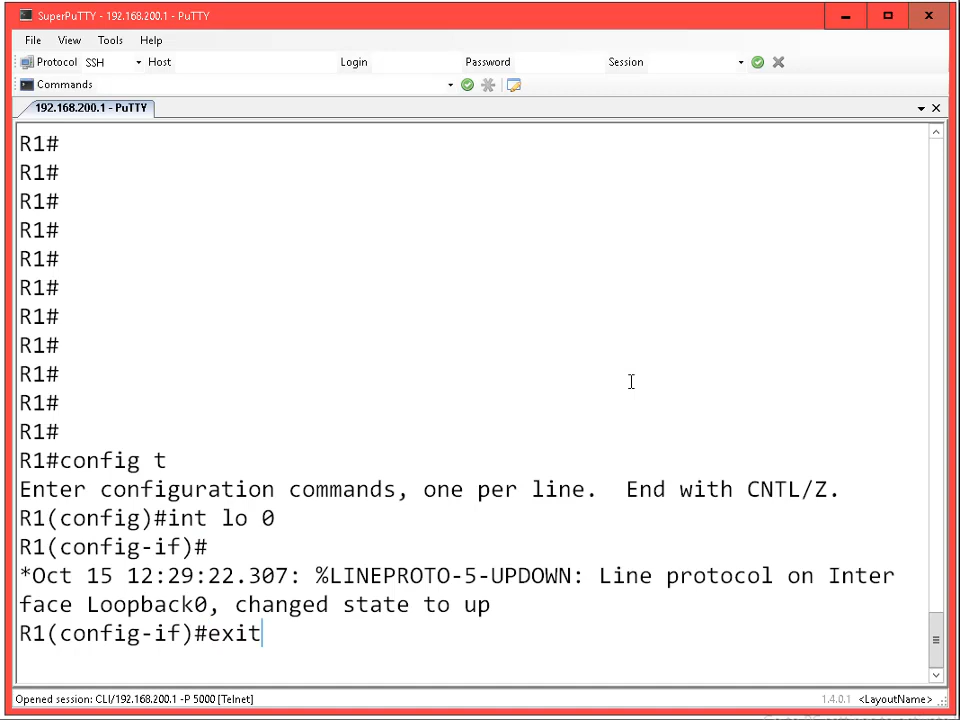 SuperPuTTY - 192.168.200.1 - PuTTY
File View Tools Help
Protocol SSH Host Login Password Session
Commands
192.168.200.1 - PuTTY
R1#
R1#
R1#
R1#
R1#
R1#
R1#
R1#
R1#
R1#
R1#
R1#config t
Enter configuration commands, one per line.  End with CNTL/Z.
R1(config)#int lo 0
R1(config-if)#
*Oct 15 12:29:22.307: %LINEPROTO-5-UPDOWN: Line protocol on Inter
face Loopback0, changed state to up
R1(config-if)#exit
Opened session: CLI/192.168.200.1 -P 5000 [Telnet] 1.4.0.1 <LayoutName>